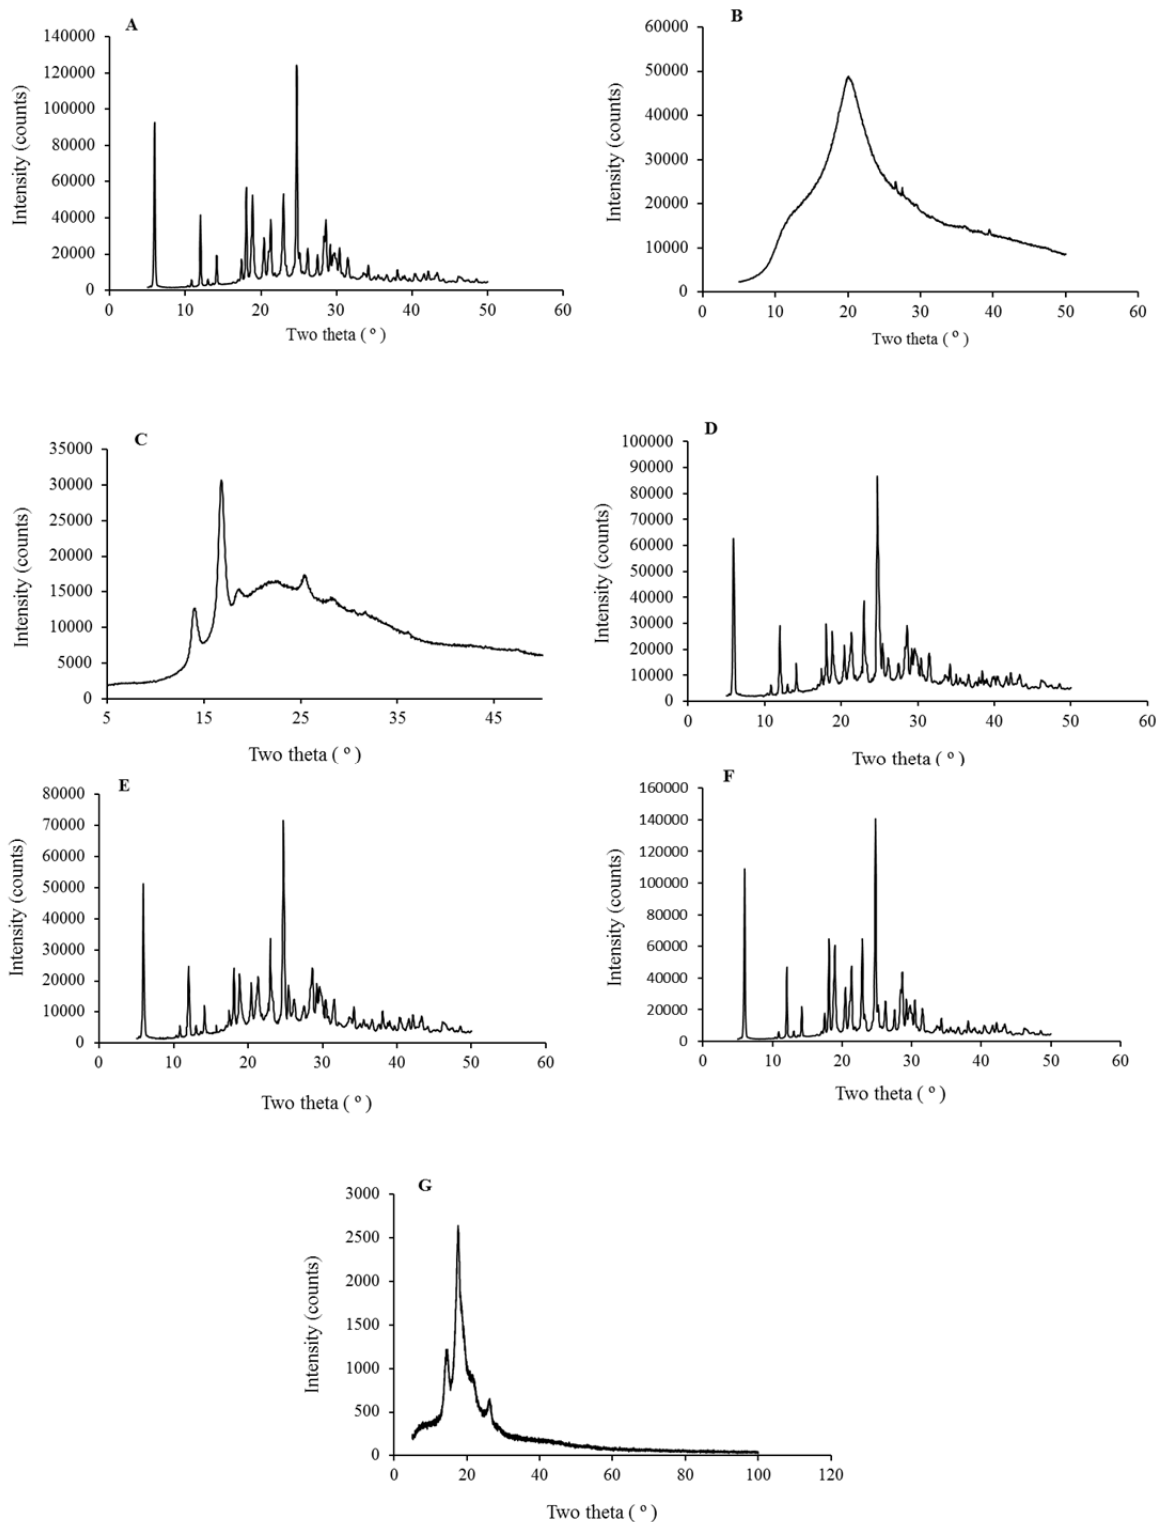 A
Intensity (counts)
140000
120000
100000
80000
60000
40000
20000
0
0 10 20 30 40 50 60
Two theta ( º )
B
Intensity (counts)
60000
50000
40000
30000
20000
10000
0
0 10 20 30 40 50 60
Two theta ( º )
C
Intensity (counts)
35000
30000
25000
20000
15000
10000
5000
0
5 15 25 35 45
Two theta ( º )
D
Intensity (counts)
100000
90000
80000
70000
60000
50000
40000
30000
20000
10000
0
0 10 20 30 40 50 60
Two theta ( º )
E
Intensity (counts)
80000
70000
60000
50000
40000
30000
20000
10000
0
0 10 20 30 40 50 60
Two theta ( º )
F
Intensity (counts)
160000
140000
120000
100000
80000
60000
40000
20000
0
0 10 20 30 40 50 60
Two theta ( º )
G
Intensity (counts)
3000
2500
2000
1500
1000
500
0
0 20 40 60 80 100 120
Two theta ( º )